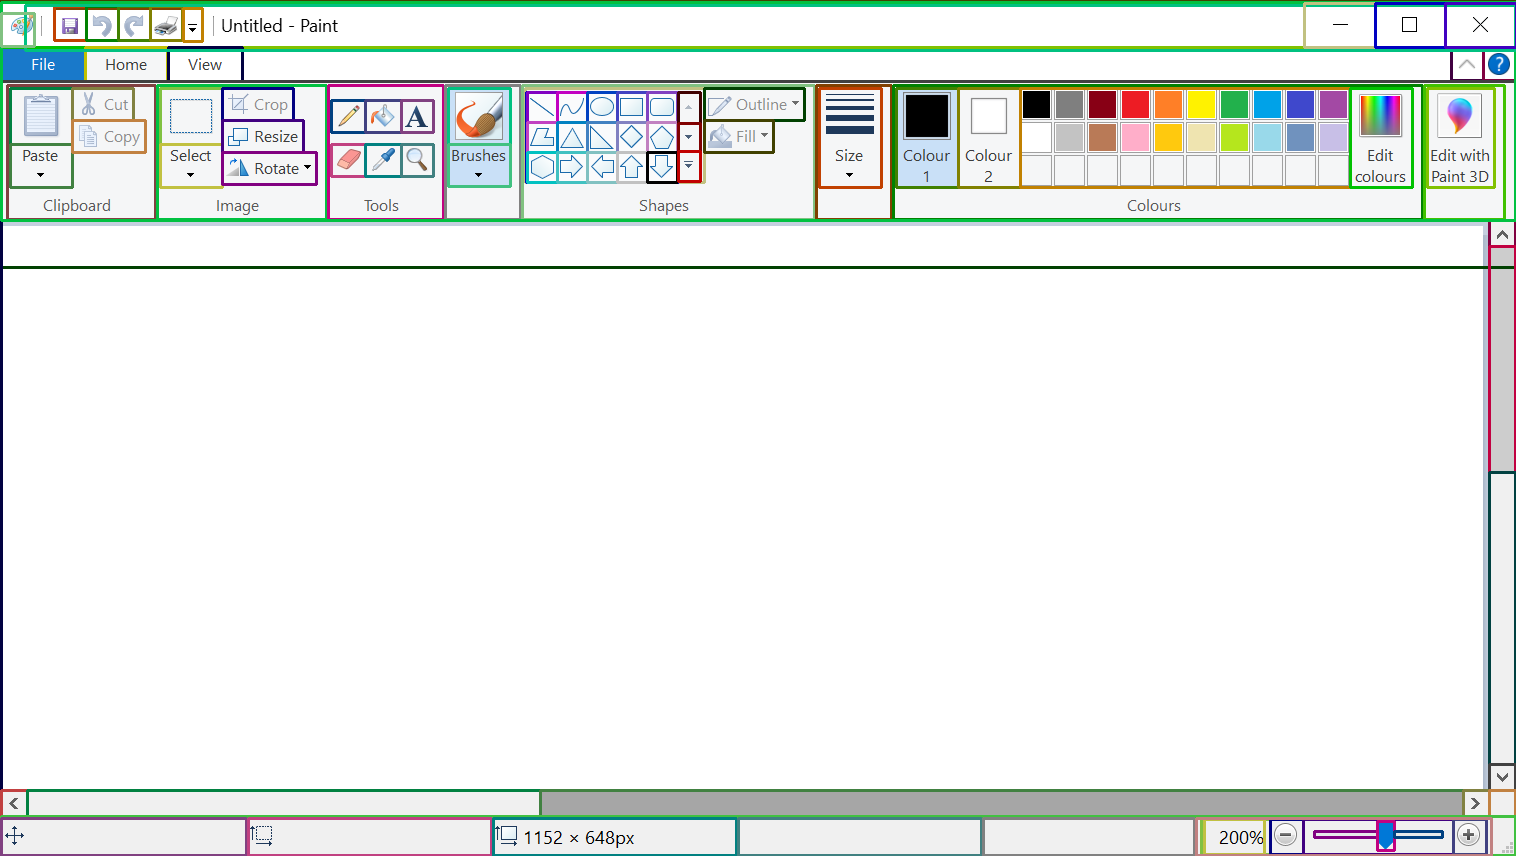 Untitled - Paint
File Home View
Paste
Cut
Copy
Clipboard
Select
Crop
Resize
Rotate
Image
A
Tools
Brushes
Outline
Fill
Shapes
Size
Colour
1
Colour
2
Edit
colours
Colours
Edit with
Paint 3D
1152 × 648px
200%